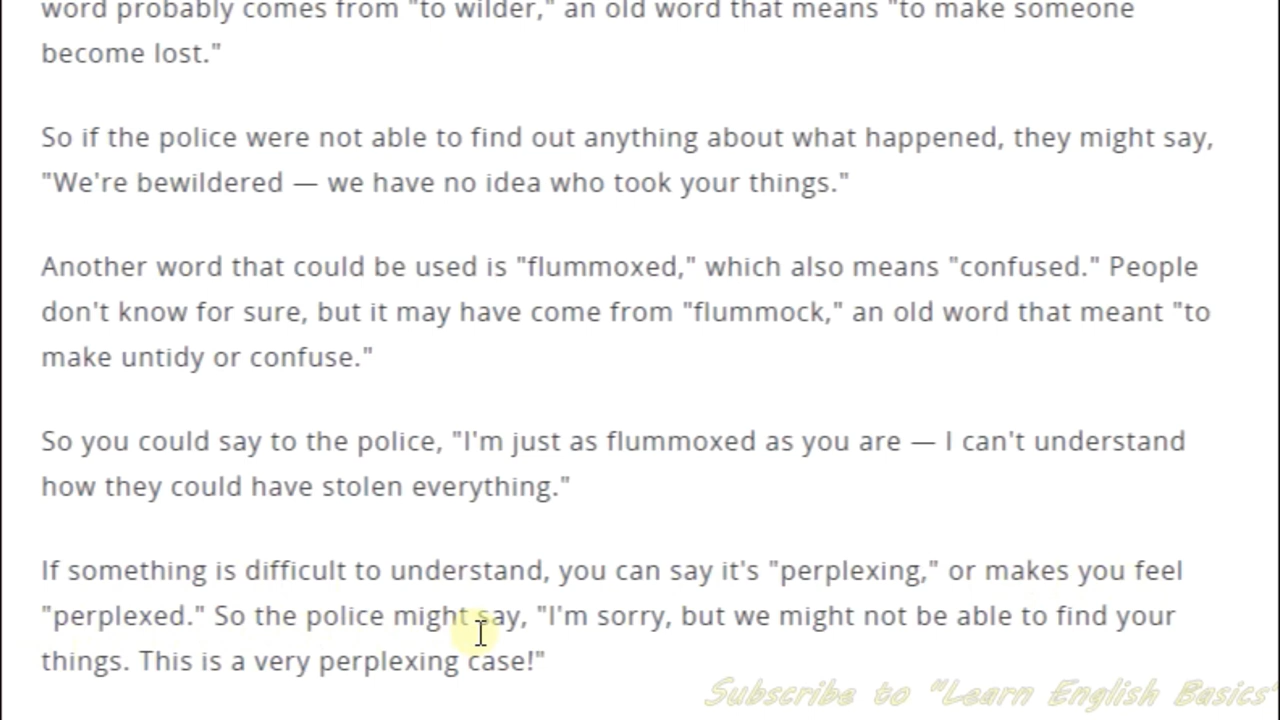 word probably comes from "to wilder," an old word that means "to make someone
become lost."
So if the police were not able to find out anything about what happened, they might say,
"We're bewildered — we have no idea who took your things."
Another word that could be used is "flummoxed," which also means "confused." People
don't know for sure, but it may have come from "flummock," an old word that meant "to
make untidy or confuse."
So you could say to the police, "I'm just as flummoxed as you are — I can't understand
how they could have stolen everything."
If something is difficult to understand, you can say it's "perplexing," or makes you feel
"perplexed." So the police might say, "I'm sorry, but we might not be able to find your
things. This is a very perplexing case!"
Subscribe to "Learn English Basics"